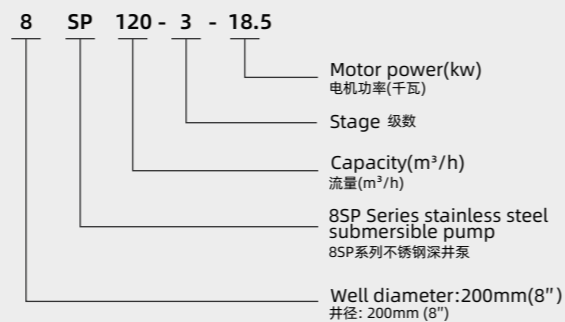 8 SP 120 - 3 - 18.5
Motor power(kw)
电机功率(千瓦)
Stage 级数
Capacity(m³/h)
流量(m³/h)
8SP Series stainless steel
submersible pump
8SP系列不锈钢深井泵
Well diameter:200mm(8")
井径: 200mm (8")